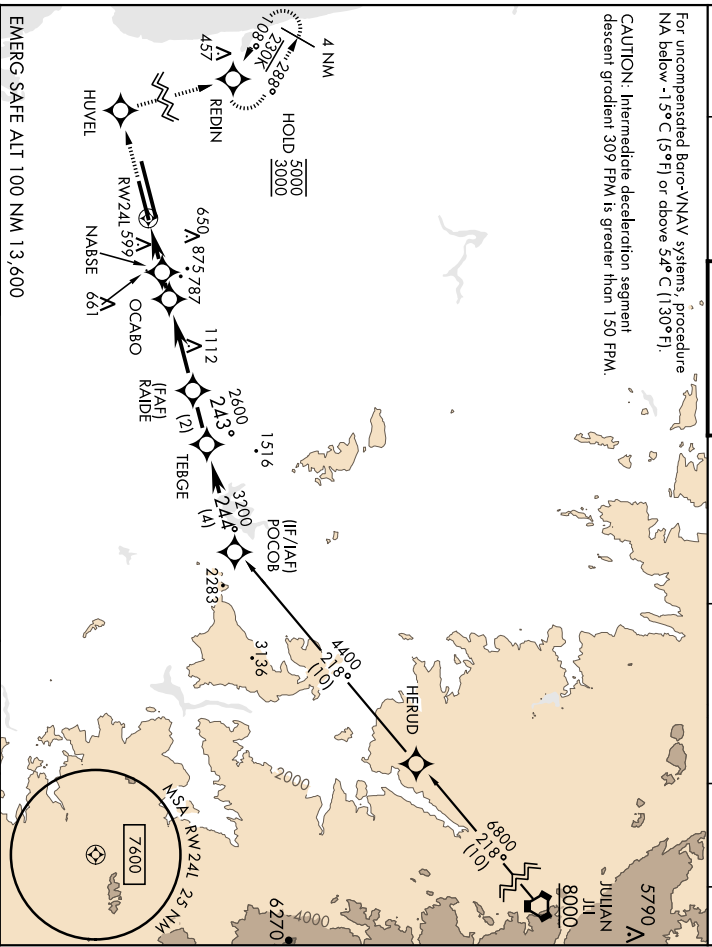 For uncompensated Baro-VNAV systems, procedure
NA below -15°C (5°F) or above 54°C (130°F).
CAUTION: Intermediate deceleration segment
descent gradient 309 FPM is greater than 150 FPM.
4 NM
108°
230K
288°
HOLD 5000
3000
457
REDIN
HUVEL
RW24L
599
650
875
787
NABSE
661
OCABO
1112
RAIDE
(FAF)
2600
243°
(2)
TEBGE
1516
3200
244°
(4)
(IF/IAF)
POCOB
2283
3136
4400
218°
(10)
HERUD
2000
6800
218°
(10)
JULIAN
JLI
8000
5790
6270
4000
MSA RW24L 25 NM
7600
EMERG SAFE ALT 100 NM 13,600